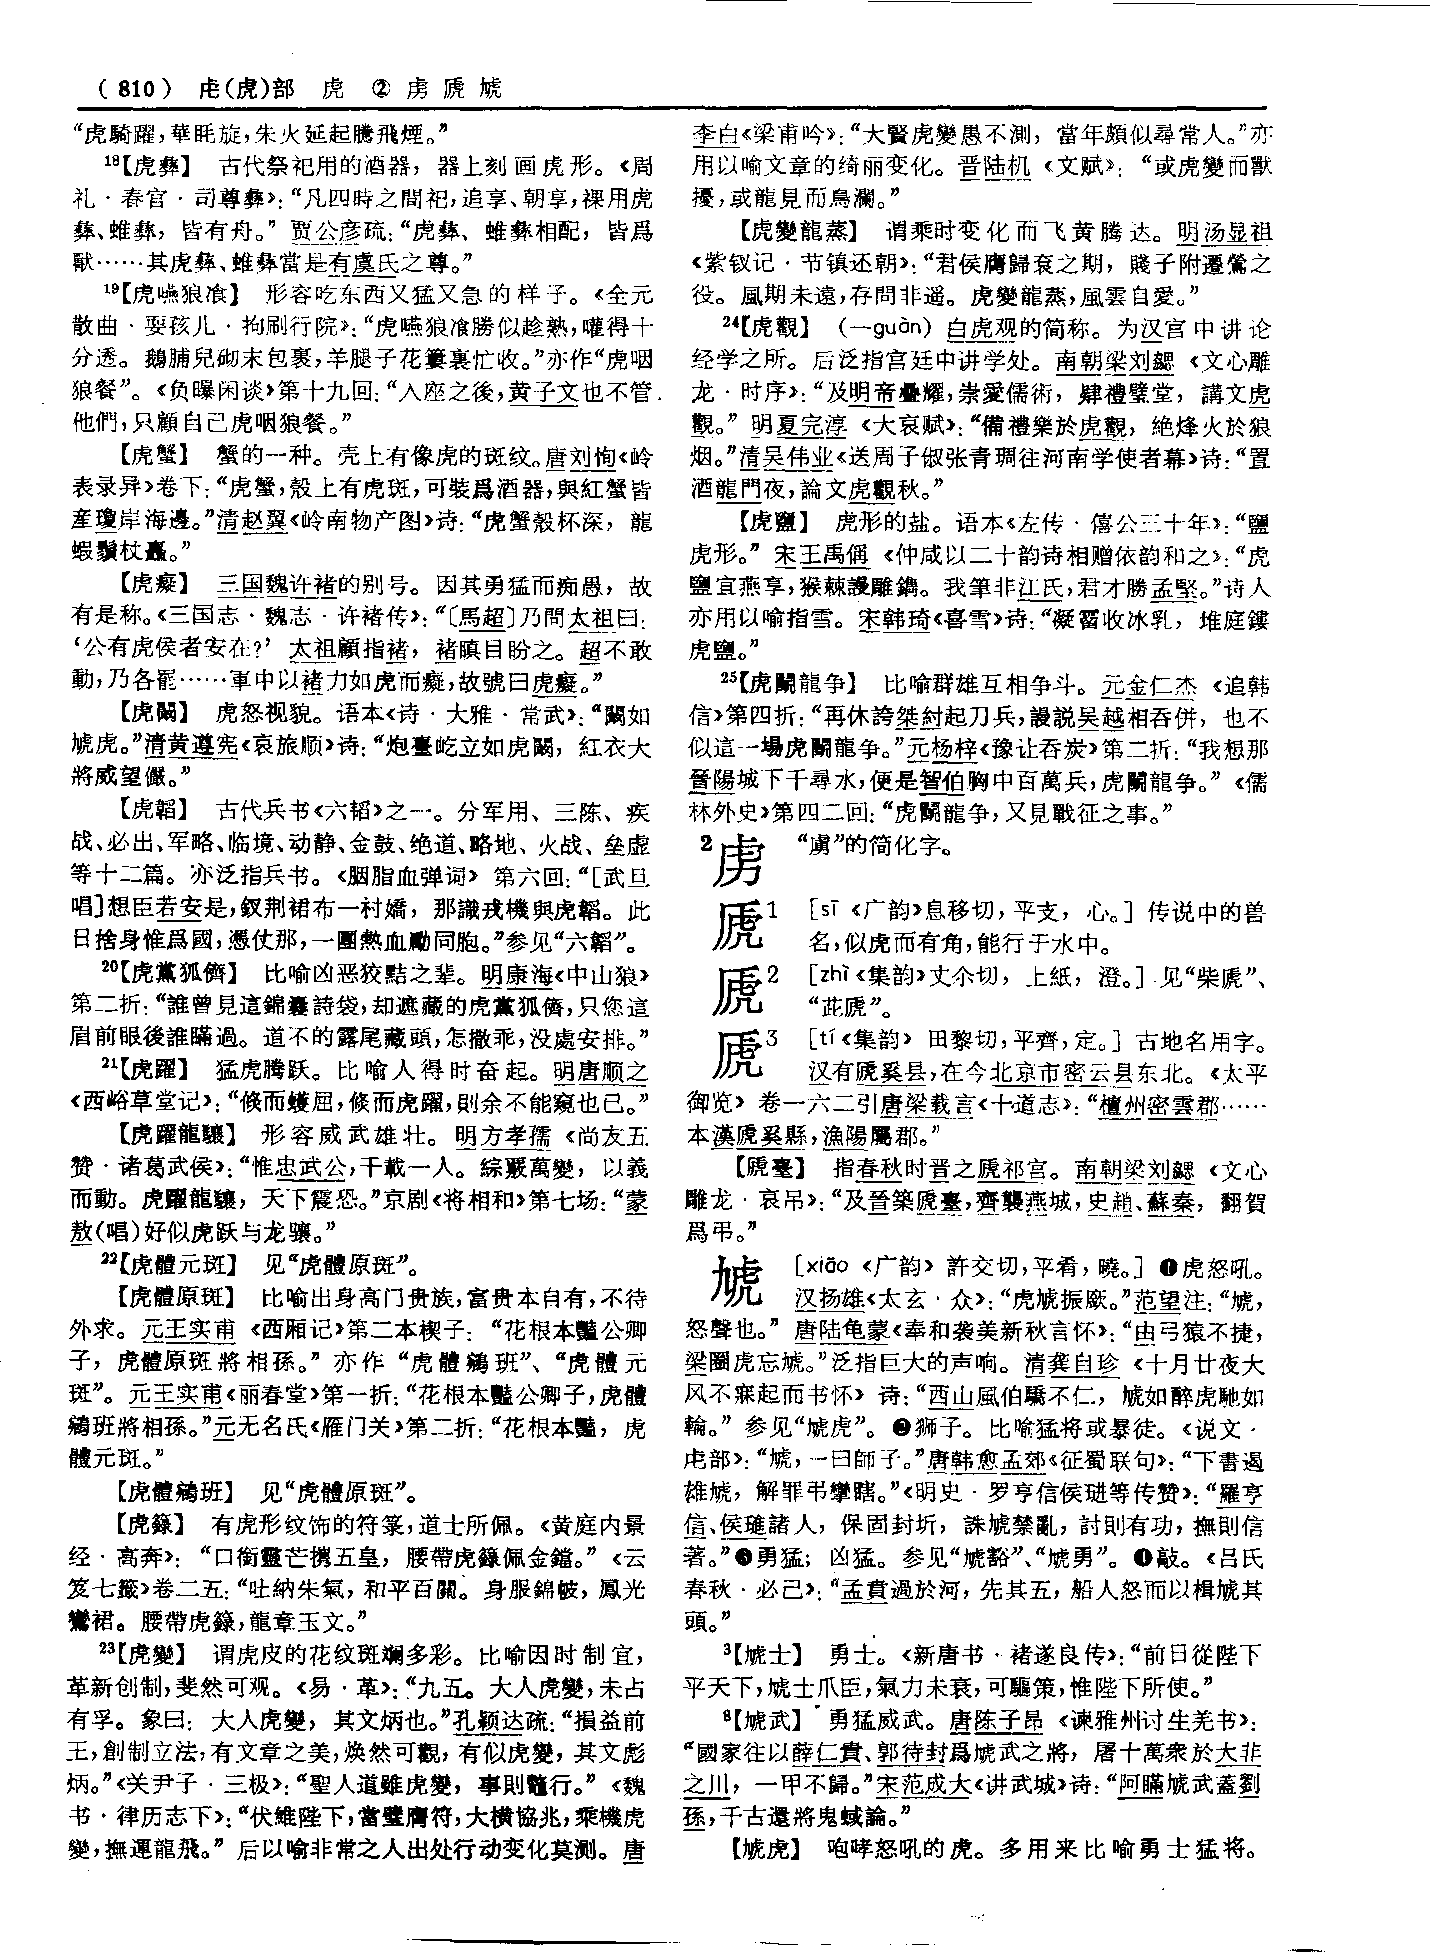 （810） 虍(虎)部 虎 ② 虏 虒 虓
“虎騎躍，華眊旋，朱火延起騰飛煙。”
18【虎彝】 古代祭祀用的酒器，器上刻画虎形。《周
礼·春官·司尊彝》：“凡四時之間祀，追享、朝享，祼用虎
彝、蜼彝，皆有舟。”贾公彦疏：“虎彝、蜼彝相配，皆爲
獸……其虎彝、蜼彝當是有虞氏之尊。”
19【虎嚥狼飡】 形容吃东西又猛又急的样子。《全元
散曲·耍孩儿·拘刷行院》：“虎嚥狼飡勝似趁熟，嚾得十
分透。鵝脯兒砌末包裹，羊腿子花簍裏忙收。”亦作“虎咽
狼餐”。《负曝闲谈》第十九回：“入座之後，黄子文也不管
他們，只顧自己虎咽狼餐。”
【虎蟹】 蟹的一种。壳上有像虎的斑纹。唐刘恂《岭
表录异》卷下：“虎蟹，殼上有虎斑，可裝爲酒器，與紅蟹皆
産瓊岸海邊。”清赵翼《岭南物产图》诗：“虎蟹殼杯深，龍
蝦鬚杖矗。”
【虎癡】 三国魏许褚的别号。因其勇猛而痴愚，故
有是称。《三国志·魏志·许褚传》：“〔馬超〕乃問太祖曰：
‘公有虎侯者安在？’太祖顧指褚，褚瞋目盼之。超不敢
動，乃各罷……軍中以褚力如虎而癡，故號曰虎癡。”
【虎闞】 虎怒视貌。语本《诗·大雅·常武》：“闞如
虓虎。”清黄遵宪《哀旅顺》诗：“炮臺屹立如虎闞，紅衣大
將威望儼。”
【虎韜】 古代兵书《六韬》之一。分军用、三陈、疾
战、必出、军略、临境、动静、金鼓、绝道、略地、火战、垒虚
等十二篇。亦泛指兵书。《胭脂血弹词》第六回：“［武旦
唱］想臣若安是，釵荆裙布一村嬌，那識戎機與虎韜。此
日捨身惟爲國，憑仗那，一團熱血勵同胞。”参见“六韜”。
20【虎黨狐儕】 比喻凶恶狡黠之辈。明康海《中山狼》
第二折：“誰曾見這錦囊詩袋，却遮藏的虎黨狐儕，只您這
眉前眼後誰瞞過。道不的露尾藏頭，怎撒乖，没處安排。”
21【虎躍】 猛虎腾跃。比喻人得时奋起。明唐顺之
《西峪草堂记》：“倏而蠖屈，倏而虎躍，則余不能窺也已。”
【虎躍龍驤】 形容威武雄壮。明方孝孺《尚友五
赞·诸葛武侯》：“惟忠武公，千載一人。綜覈萬變，以義
而動。虎躍龍驤，天下震恐。”京剧《将相和》第七场：“蒙
敖（唱）好似虎跃与龙骧。”
22【虎體元斑】 见“虎體原斑”。
【虎體原斑】 比喻出身高门贵族，富贵本自有，不待
外求。元王实甫《西厢记》第二本楔子：“花根本豔公卿
子，虎體原斑將相孫。”亦作“虎體鵷班”、“虎體元
斑”。元王实甫《丽春堂》第一折：“花根本豔公卿子，虎體
鵷班將相孫。”元无名氏《雁门关》第二折：“花根本豔，虎
體元斑。”
【虎體鵷班】 见“虎體原斑”。
【虎籙】 有虎形纹饰的符箓，道士所佩。《黄庭内景
经·高奔》：“口銜靈芒攜五皇，腰帶虎籙佩金鐺。”《云
笈七籤》卷二五：“吐納朱氣，和平百關。身服錦帔，鳳光
鸞裙。腰帶虎籙，龍章玉文。”
23【虎變】 谓虎皮的花纹斑斓多彩。比喻因时制宜，
革新创制，斐然可观。《易·革》：“九五。大人虎變，未占
有孚。象曰：大人虎變，其文炳也。”孔颖达疏：“損益前
王，創制立法，有文章之美，焕然可觀，有似虎變，其文彪
炳。”《关尹子·三极》：“聖人道雖虎變，事則鼈行。”《魏
书·律历志下》：“伏維陛下，當璧膺符，大横協兆，乘機虎
變，撫運龍飛。”后以喻非常之人出处行动变化莫测。唐
李白《梁甫吟》：“大賢虎變愚不測，當年頗似尋常人。”亦
用以喻文章的绮丽变化。晋陆机《文赋》：“或虎變而獸
擾，或龍見而鳥瀾。”
【虎變龍蒸】 谓乘时变化而飞黄腾达。明汤显祖
《紫钗记·节镇还朝》：“君侯膺歸袞之期，賤子附遷鶯之
役。風期未遠，存問非遥。虎變龍蒸，風雲自愛。”
24【虎觀】 （—guàn）白虎观的简称。为汉宫中讲论
经学之所。后泛指宫廷中讲学处。南朝梁刘勰《文心雕
龙·时序》：“及明帝疊耀，崇愛儒術，肄禮璧堂，講文虎
觀。”明夏完淳《大哀赋》：“備禮樂於虎觀，絶烽火於狼
烟。”清吴伟业《送周子俶张青琱往河南学使者幕》诗：“置
酒龍門夜，論文虎觀秋。”
【虎鹽】 虎形的盐。语本《左传·僖公三十年》：“鹽
虎形。”宋王禹偁《仲咸以二十韵诗相赠依韵和之》：“虎
鹽宜燕享，猴棘謾雕鐫。我筆非江氏，君才勝孟堅。”诗人
亦用以喻指雪。宋韩琦《喜雪》诗：“凝霤收冰乳，堆庭鏤
虎鹽。”
25【虎鬭龍争】 比喻群雄互相争斗。元金仁杰《追韩
信》第四折：“再休誇桀紂起刀兵，謾説吴越相吞併，也不
似這一場虎鬭龍争。”元杨梓《豫让吞炭》第二折：“我想那
晉陽城下千尋水，便是智伯胸中百萬兵，虎鬭龍争。”《儒
林外史》第四二回：“虎鬭龍争，又見戰征之事。”
2虏 “虜”的简化字。
虒1 ［sī《广韵》息移切，平支，心。］传说中的兽
名，似虎而有角，能行于水中。
虒2 ［zhì《集韵》丈尒切，上紙，澄。］见“柴虒”、
“茈虒”。
虒3 ［tí《集韵》田黎切，平齊，定。］古地名用字。
汉有虒奚县，在今北京市密云县东北。《太平
御览》卷一六二引唐梁载言《十道志》：“檀州密雲郡……
本漢虒奚縣，漁陽屬郡。”
【虒臺】 指春秋时晋之虒祁宫。南朝梁刘勰《文心
雕龙·哀吊》：“及晉築虒臺，齊襲燕城，史趙、蘇秦，翻賀
爲弔。”
虓 ［xiāo《广韵》許交切，平肴，曉。］❶虎怒吼。
汉扬雄《太玄·众》：“虎虓振廞。”范望注：“虓，
怒聲也。”唐陆龟蒙《奉和袭美新秋言怀》：“由弓猿不捷，
梁圈虎忘虓。”泛指巨大的声响。清龚自珍《十月廿夜大
风不寐起而书怀》诗：“西山風伯驕不仁，虓如醉虎馳如
輪。”参见“虓虎”。❷狮子。比喻猛将或暴徒。《说文·
虎部》：“虓，一曰師子。”唐韩愈孟郊《征蜀联句》：“下書遏
雄虓，解罪弔攣瞎。”《明史·罗亨信侯琎等传赞》：“羅亨
信、侯璡諸人，保固封圻，誅虓禁亂，討則有功，撫則信
著。”❸勇猛；凶猛。参见“虓豁”、“虓勇”。❹敲。《吕氏
春秋·必己》：“孟賁過於河，先其五，船人怒而以楫虓其
頭。”
3【虓士】 勇士。《新唐书·褚遂良传》：“前日從陛下
平天下，虓士爪臣，氣力未衰，可驅策，惟陛下所使。”
8【虓武】 勇猛威武。唐陈子昂《谏雅州讨生羌书》：
“國家往以薛仁貴、郭待封爲虓武之將，屠十萬衆於大非
之川，一甲不歸。”宋范成大《讲武城》诗：“阿瞞虓武蓋劉
孫，千古還將鬼蜮論。”
【虓虎】 咆哮怒吼的虎。多用来比喻勇士猛将。